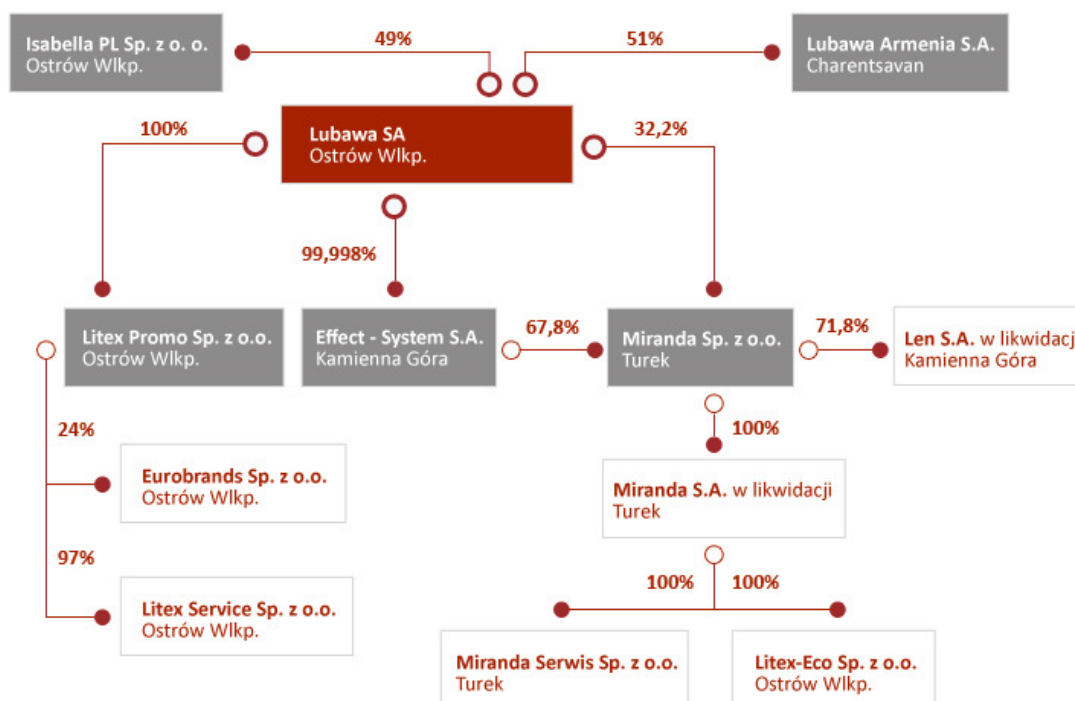 Isabella PL Sp. z o. o.
Ostrów Wlkp.
49%
51%
Lubawa Armenia S.A.
Charentsavan
100%
Lubawa SA
Ostrów Wlkp.
32,2%
99,998%
Litex Promo Sp. z o.o.
Ostrów Wlkp.
Effect - System S.A.
Kamienna Góra
67,8%
Miranda Sp. z o.o.
Turek
71,8%
Len S.A. w likwidacji
Kamienna Góra
24%
100%
Eurobrands Sp. z o.o.
Ostrów Wlkp.
Miranda S.A. w likwidacji
Turek
97%
100%
100%
Litex Service Sp. z o.o.
Ostrów Wlkp.
Miranda Serwis Sp. z o.o.
Turek
Litex-Eco Sp. z o.o.
Ostrów Wlkp.